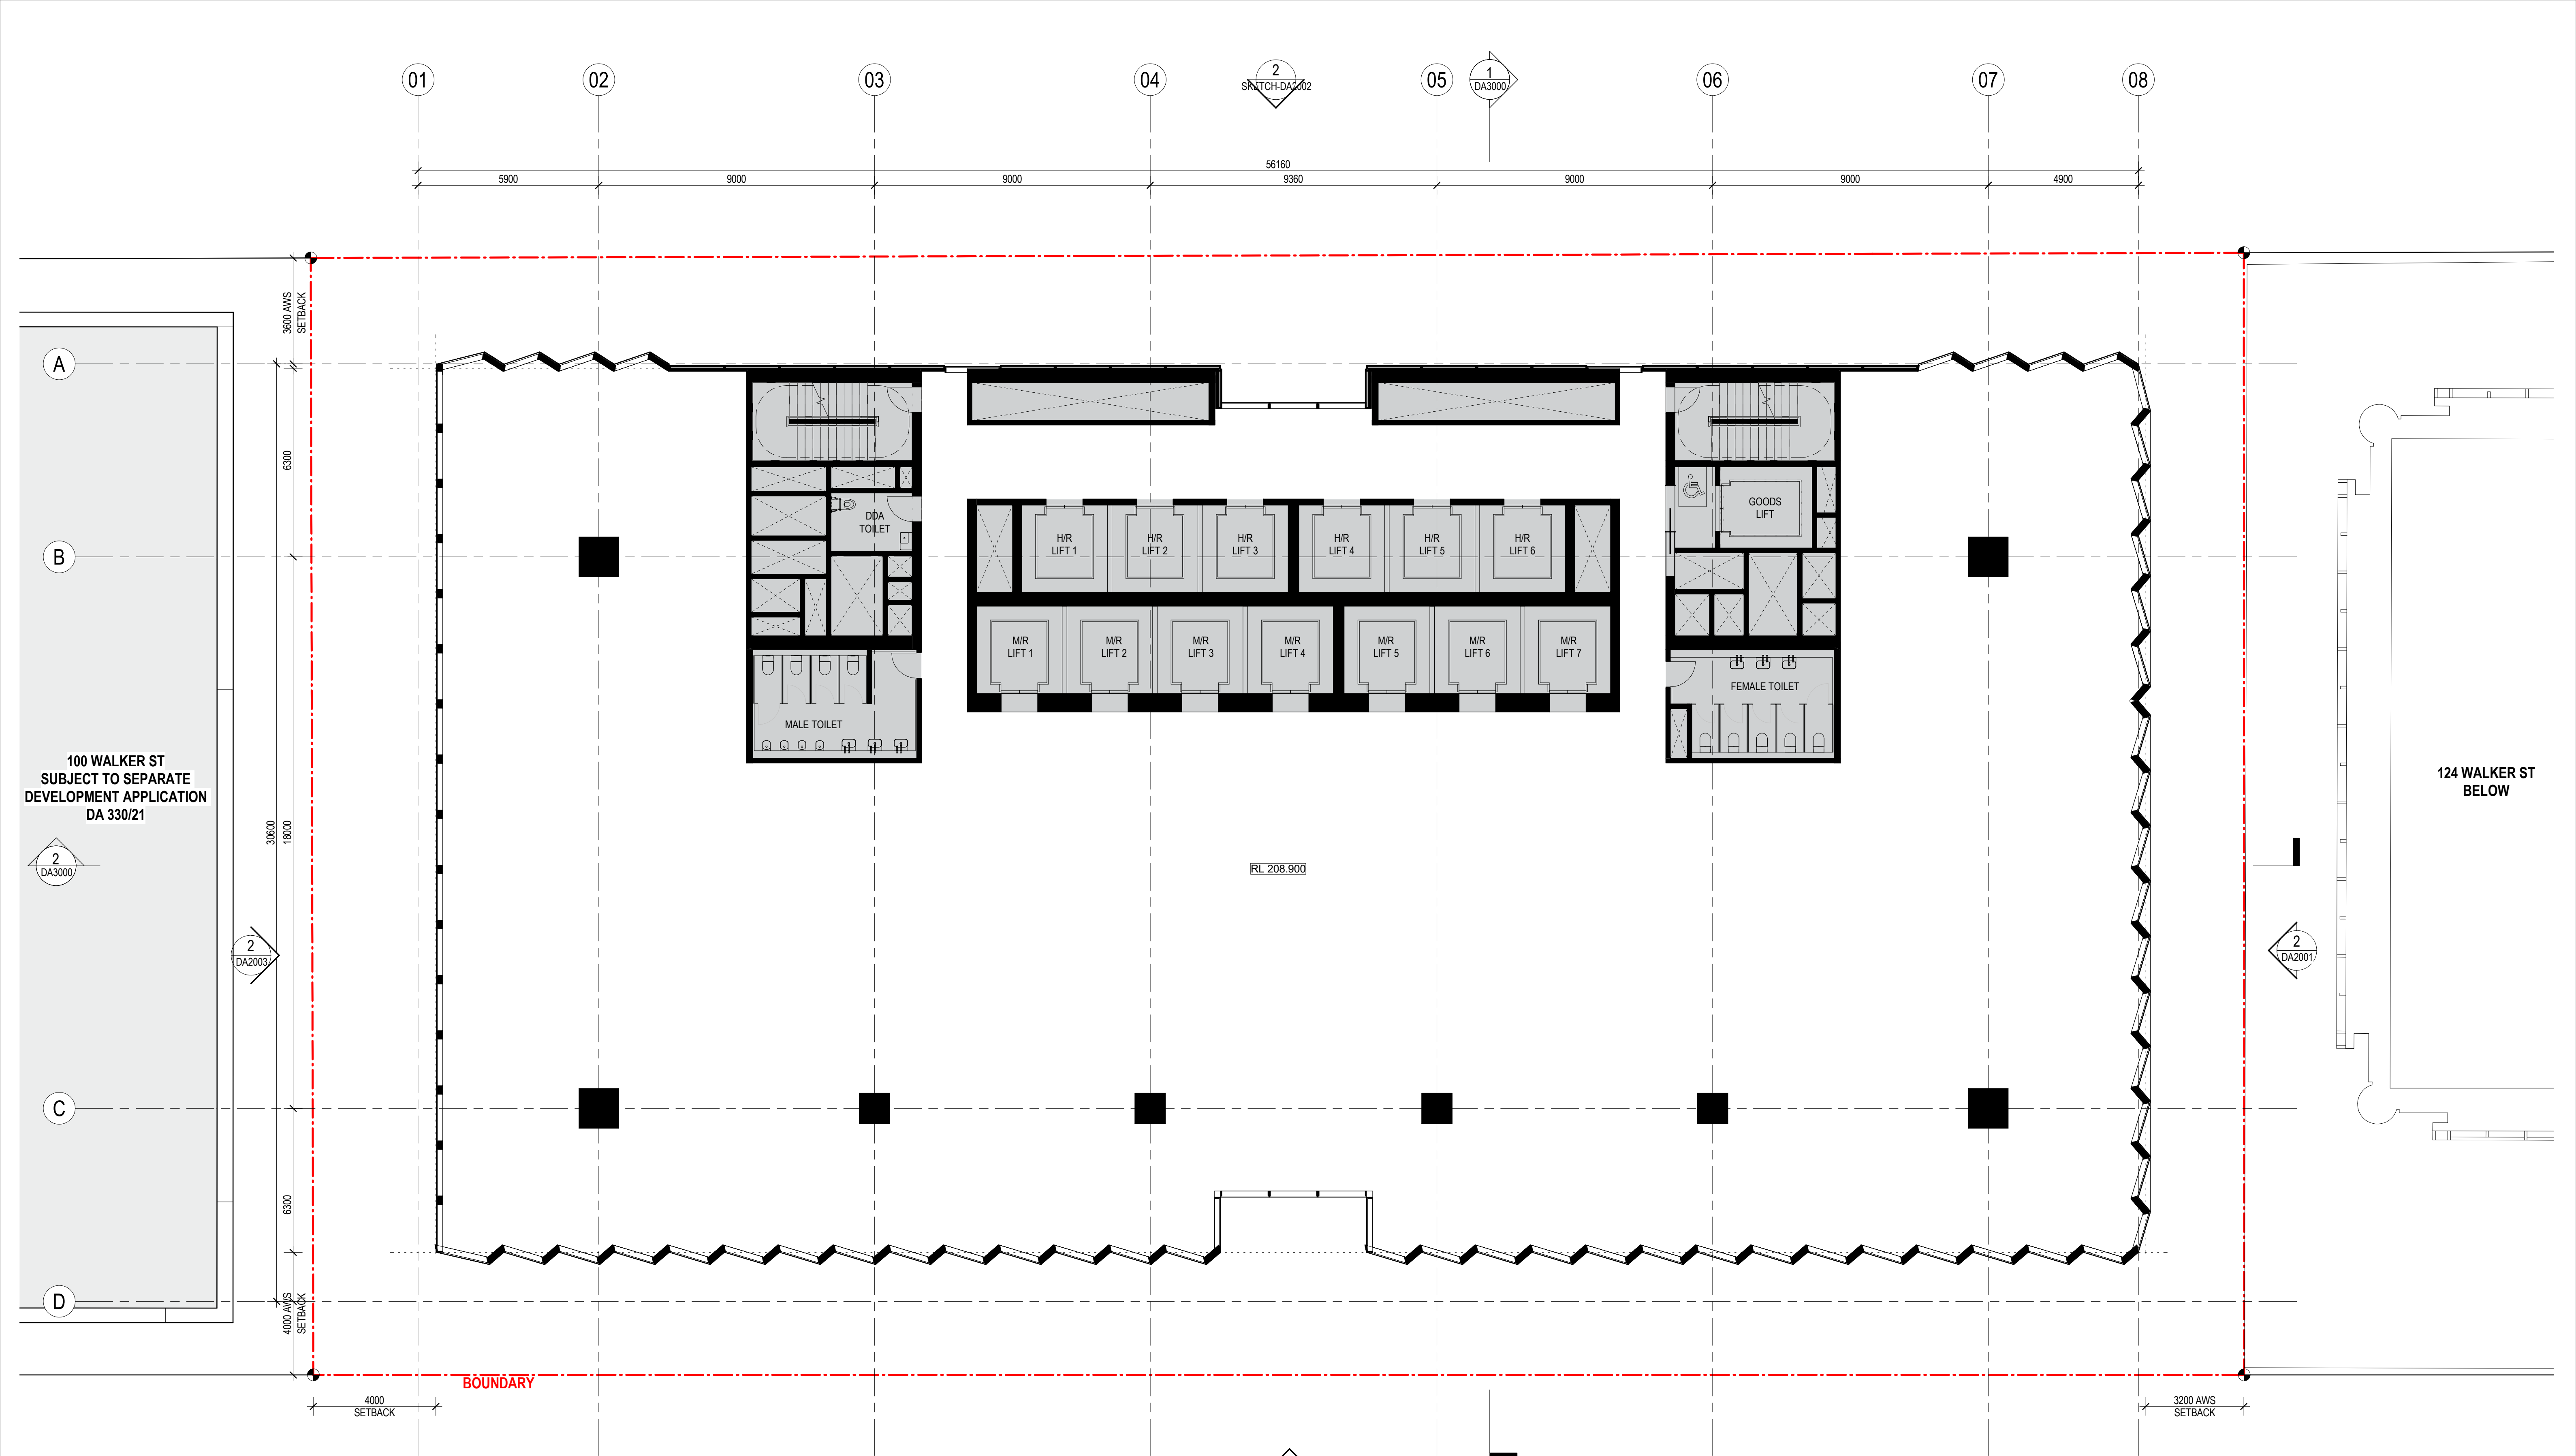 01
02
03
04
2
SKETCH-DA2002
05
1
DA3000
06
07
08
56160
5900
9000
9000
9360
9000
9000
4900
3600 AWS
SETBACK
A
6300
B
DDA
TOILET
GOODS
LIFT
H/R
LIFT 1
H/R
LIFT 2
H/R
LIFT 3
H/R
LIFT 4
H/R
LIFT 5
H/R
LIFT 6
M/R
LIFT 1
M/R
LIFT 2
M/R
LIFT 3
M/R
LIFT 4
M/R
LIFT 5
M/R
LIFT 6
M/R
LIFT 7
MALE TOILET
FEMALE TOILET
100 WALKER ST
SUBJECT TO SEPARATE
DEVELOPMENT APPLICATION
DA 330/21
124 WALKER ST
BELOW
30600
18000
2
DA3000
RL 208.900
2
DA2003
2
DA2001
C
6300
D
4000 AWS
SETBACK
BOUNDARY
4000
SETBACK
3200 AWS
SETBACK